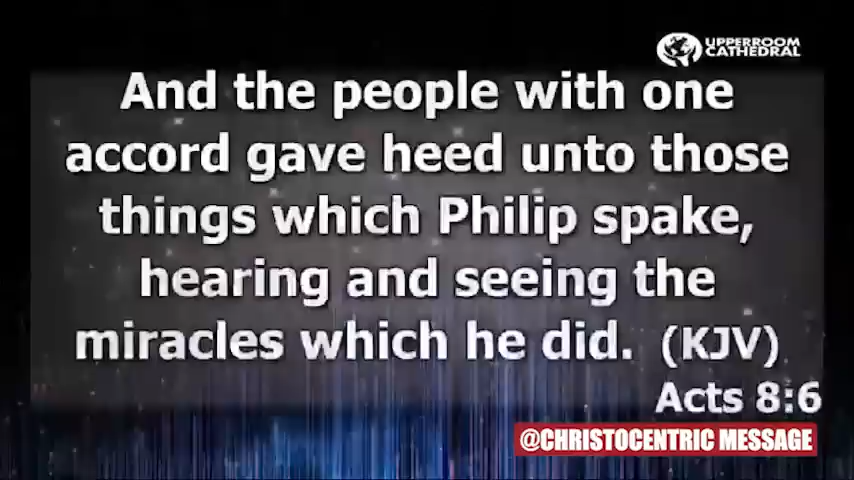 UPPERROOM
CATHEDRAL
And the people with one
accord gave heed unto those
things which Philip spake,
hearing and seeing the
miracles which he did. (KJV)
Acts 8:6
@CHRISTOCENTRIC MESSAGE